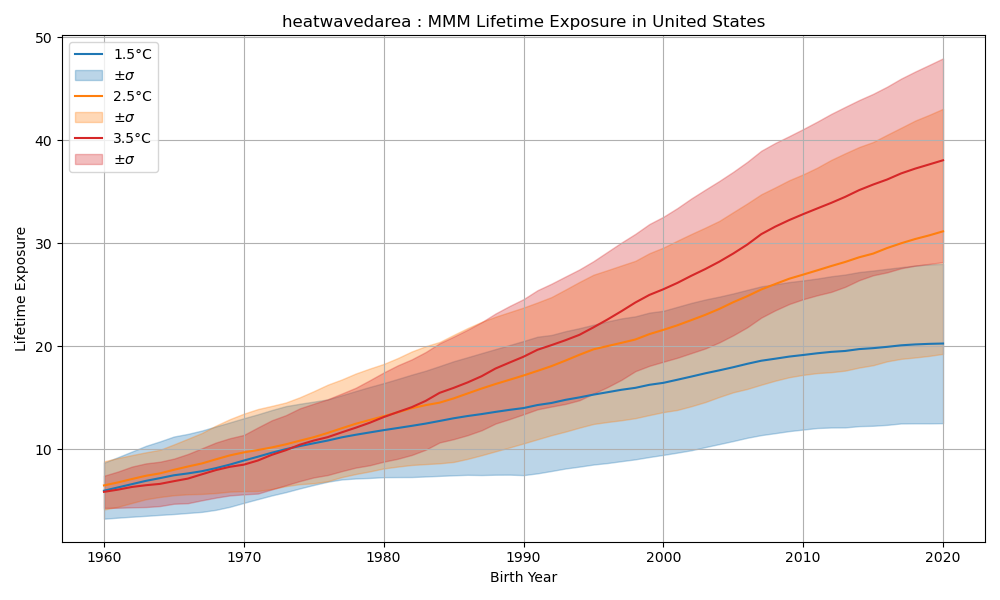 heatwavedarea : MMM Lifetime Exposure in United States
50
40
30
20
10
Lifetime Exposure
1.5°C
±σ
2.5°C
±σ
3.5°C
±σ
1960 1970 1980 1990 2000 2010 2020
Birth Year